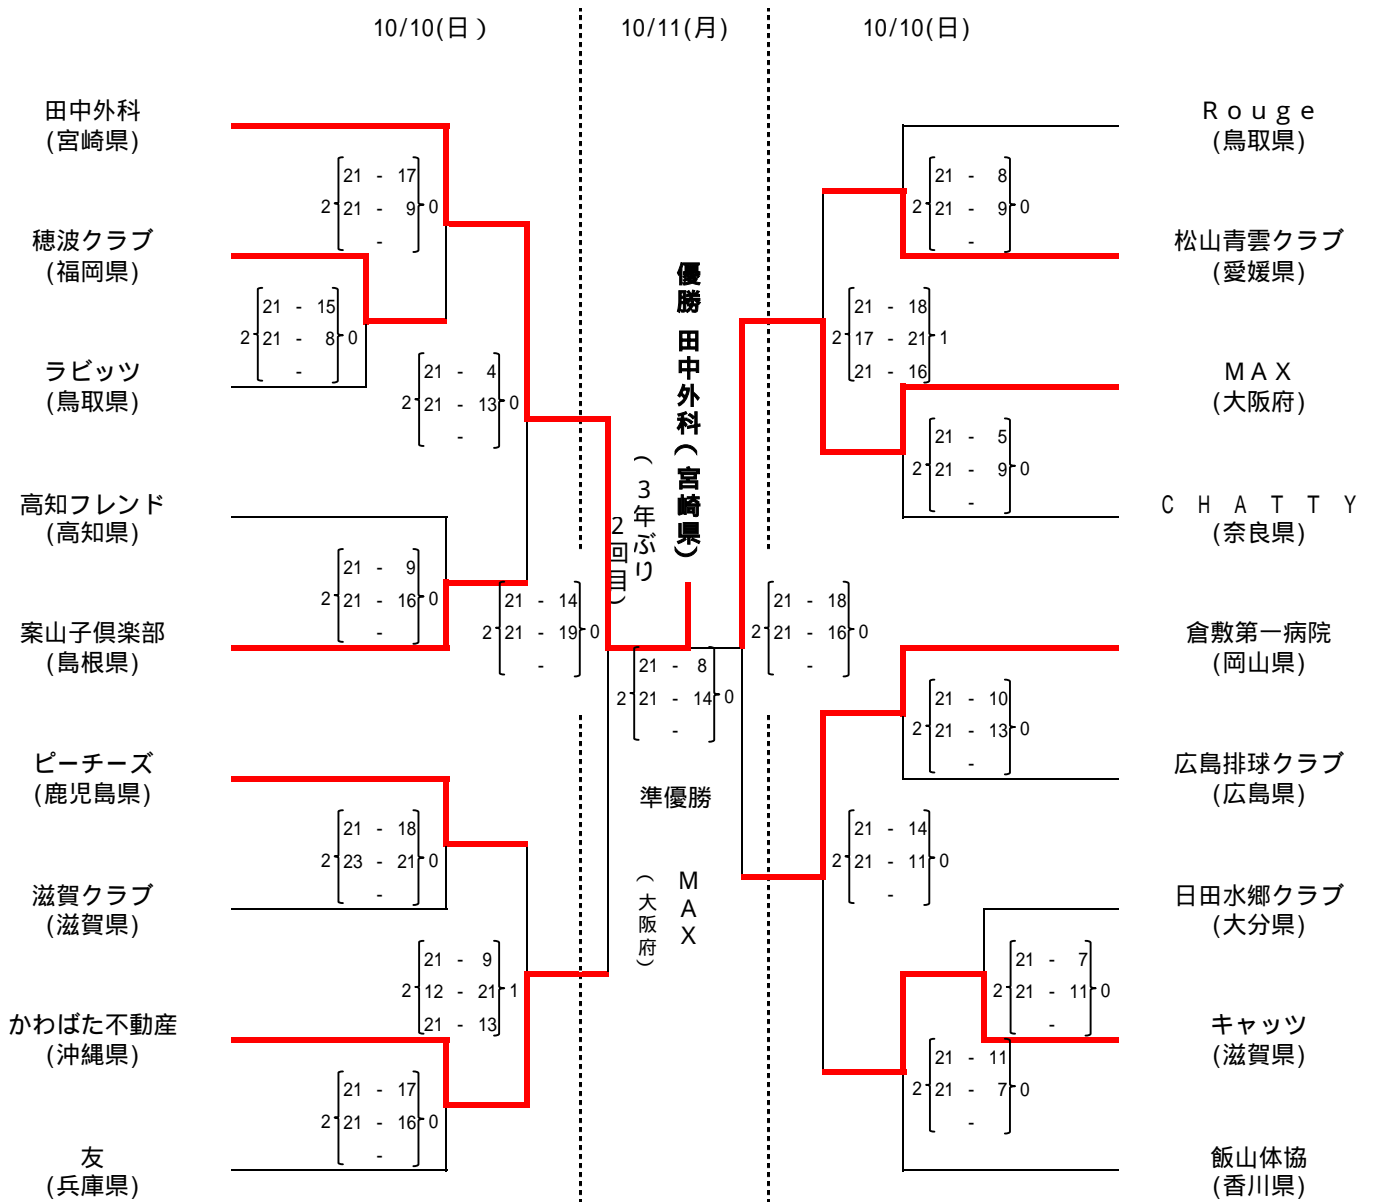 10/10(日)
10/11(月)
10/10(日)
田中外科
(宮崎県)
21 - 17
2 21 - 9 0
-
穂波クラブ
(福岡県)
21 - 15
2 21 - 8 0
-
ラビッツ
(鳥取県)
21 - 4
2 21 - 13 0
-
高知フレンド
(高知県)
21 - 9
2 21 - 16 0
-
案山子倶楽部
(島根県)
21 - 14
2 21 - 19 0
-
ピーチーズ
(鹿児島県)
21 - 18
2 23 - 21 0
-
滋賀クラブ
(滋賀県)
21 - 9
2 12 - 21 1
21 - 13
かわばた不動産
(沖縄県)
21 - 17
2 21 - 16 0
-
友
(兵庫県)
優勝 田中外科(宮崎県)
(3年ぶり
2回目)
21 - 8
2 21 - 14 0
-
準優勝
MAX
(大阪府)
Rouge
(鳥取県)
21 - 8
2 21 - 9 0
-
松山青雲クラブ
(愛媛県)
21 - 18
2 17 - 21 1
21 - 16
MAX
(大阪府)
21 - 5
2 21 - 9 0
-
CHATTY
(奈良県)
21 - 18
2 21 - 16 0
-
倉敷第一病院
(岡山県)
21 - 10
2 21 - 13 0
-
広島排球クラブ
(広島県)
21 - 14
2 21 - 11 0
-
日田水郷クラブ
(大分県)
21 - 7
2 21 - 11 0
-
キャッツ
(滋賀県)
21 - 11
2 21 - 7 0
-
飯山体協
(香川県)